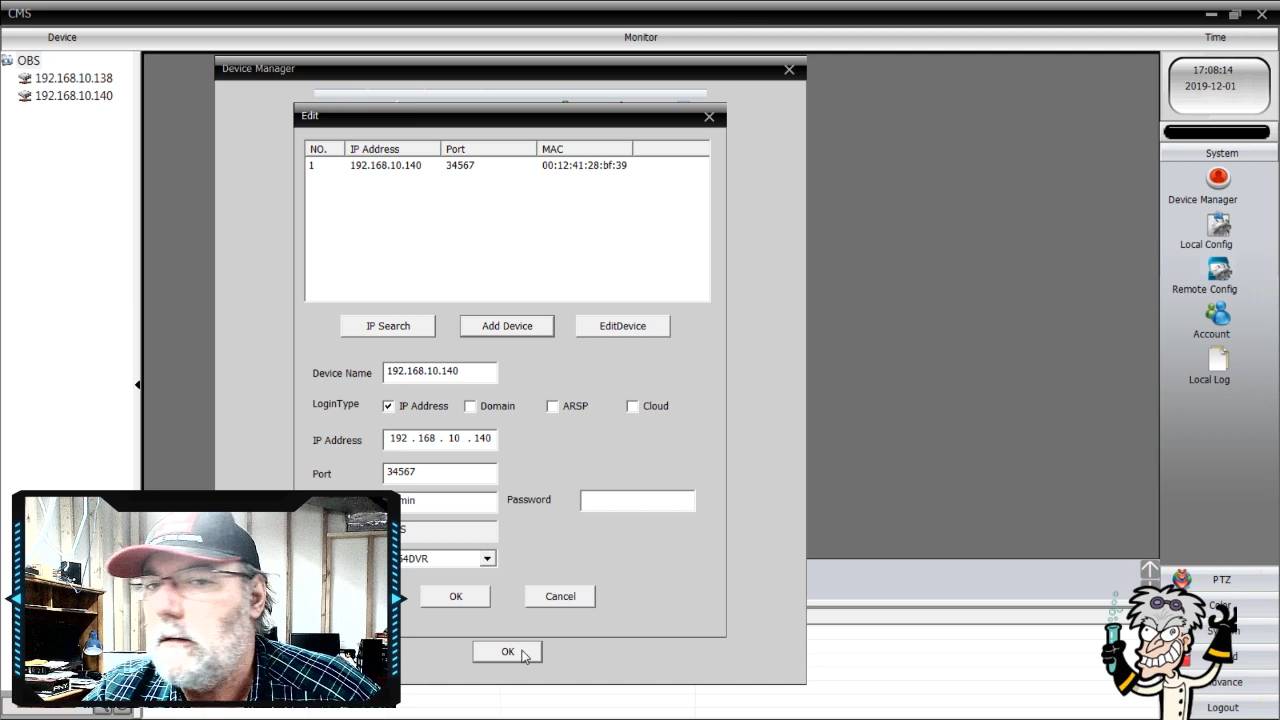 CMS
Device
Monitor
Time
OBS
192.168.10.138
192.168.10.140
Device Manager
Edit
NO. IP Address Port MAC
1 192.168.10.140 34567 00:12:41:28:bf:39
IP Search Add Device EditDevice
Device Name 192.168.10.140
LoginType IP Address Domain ARSP Cloud
IP Address 192 . 168 . 10 . 140
Port 34567
min Password
S
64DVR
OK Cancel
OK
17:08:14
2019-12-01
System
Device Manager
Local Config
Remote Config
Account
Local Log
PTZ
Color
Advance
Logout